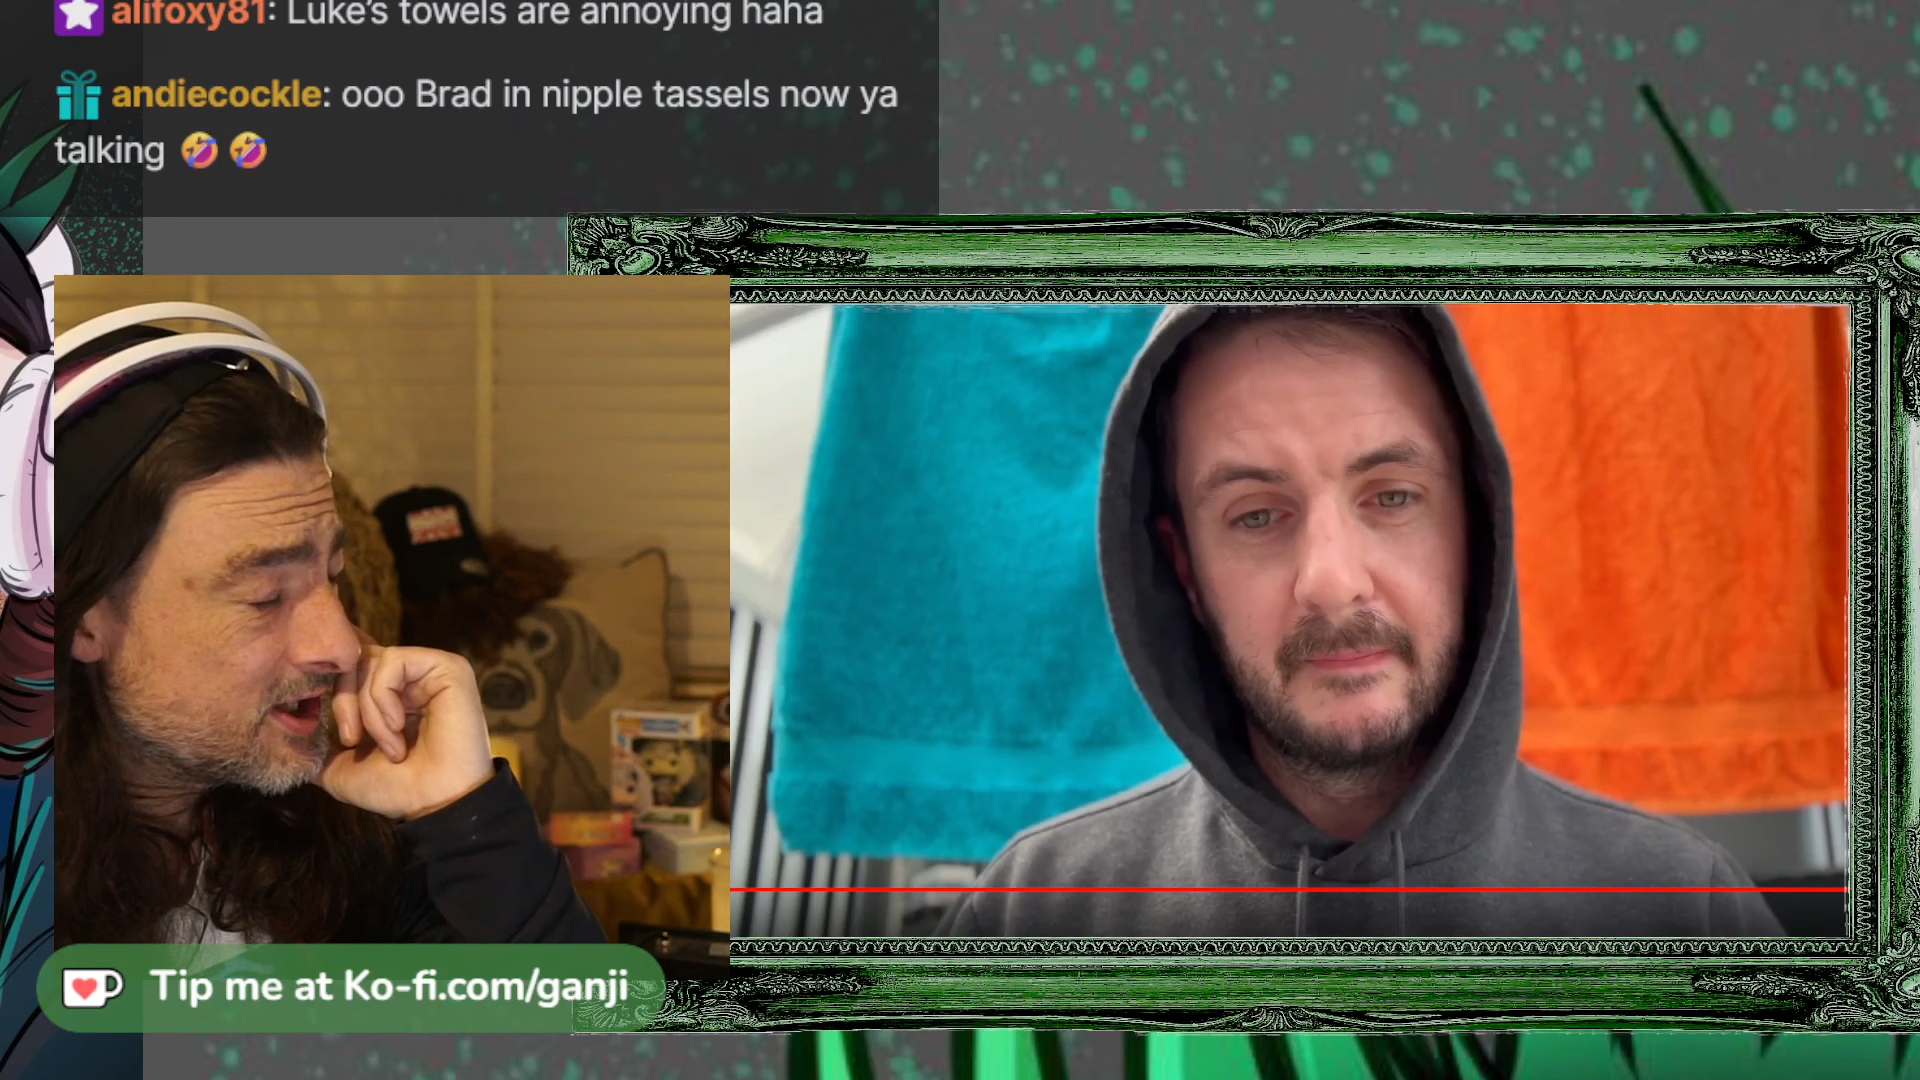 alifoxy81: Luke's towels are annoying haha
andiecockle: ooo Brad in nipple tassels now ya
talking 🤣 🤣
Tip me at Ko-fi.com/ganji